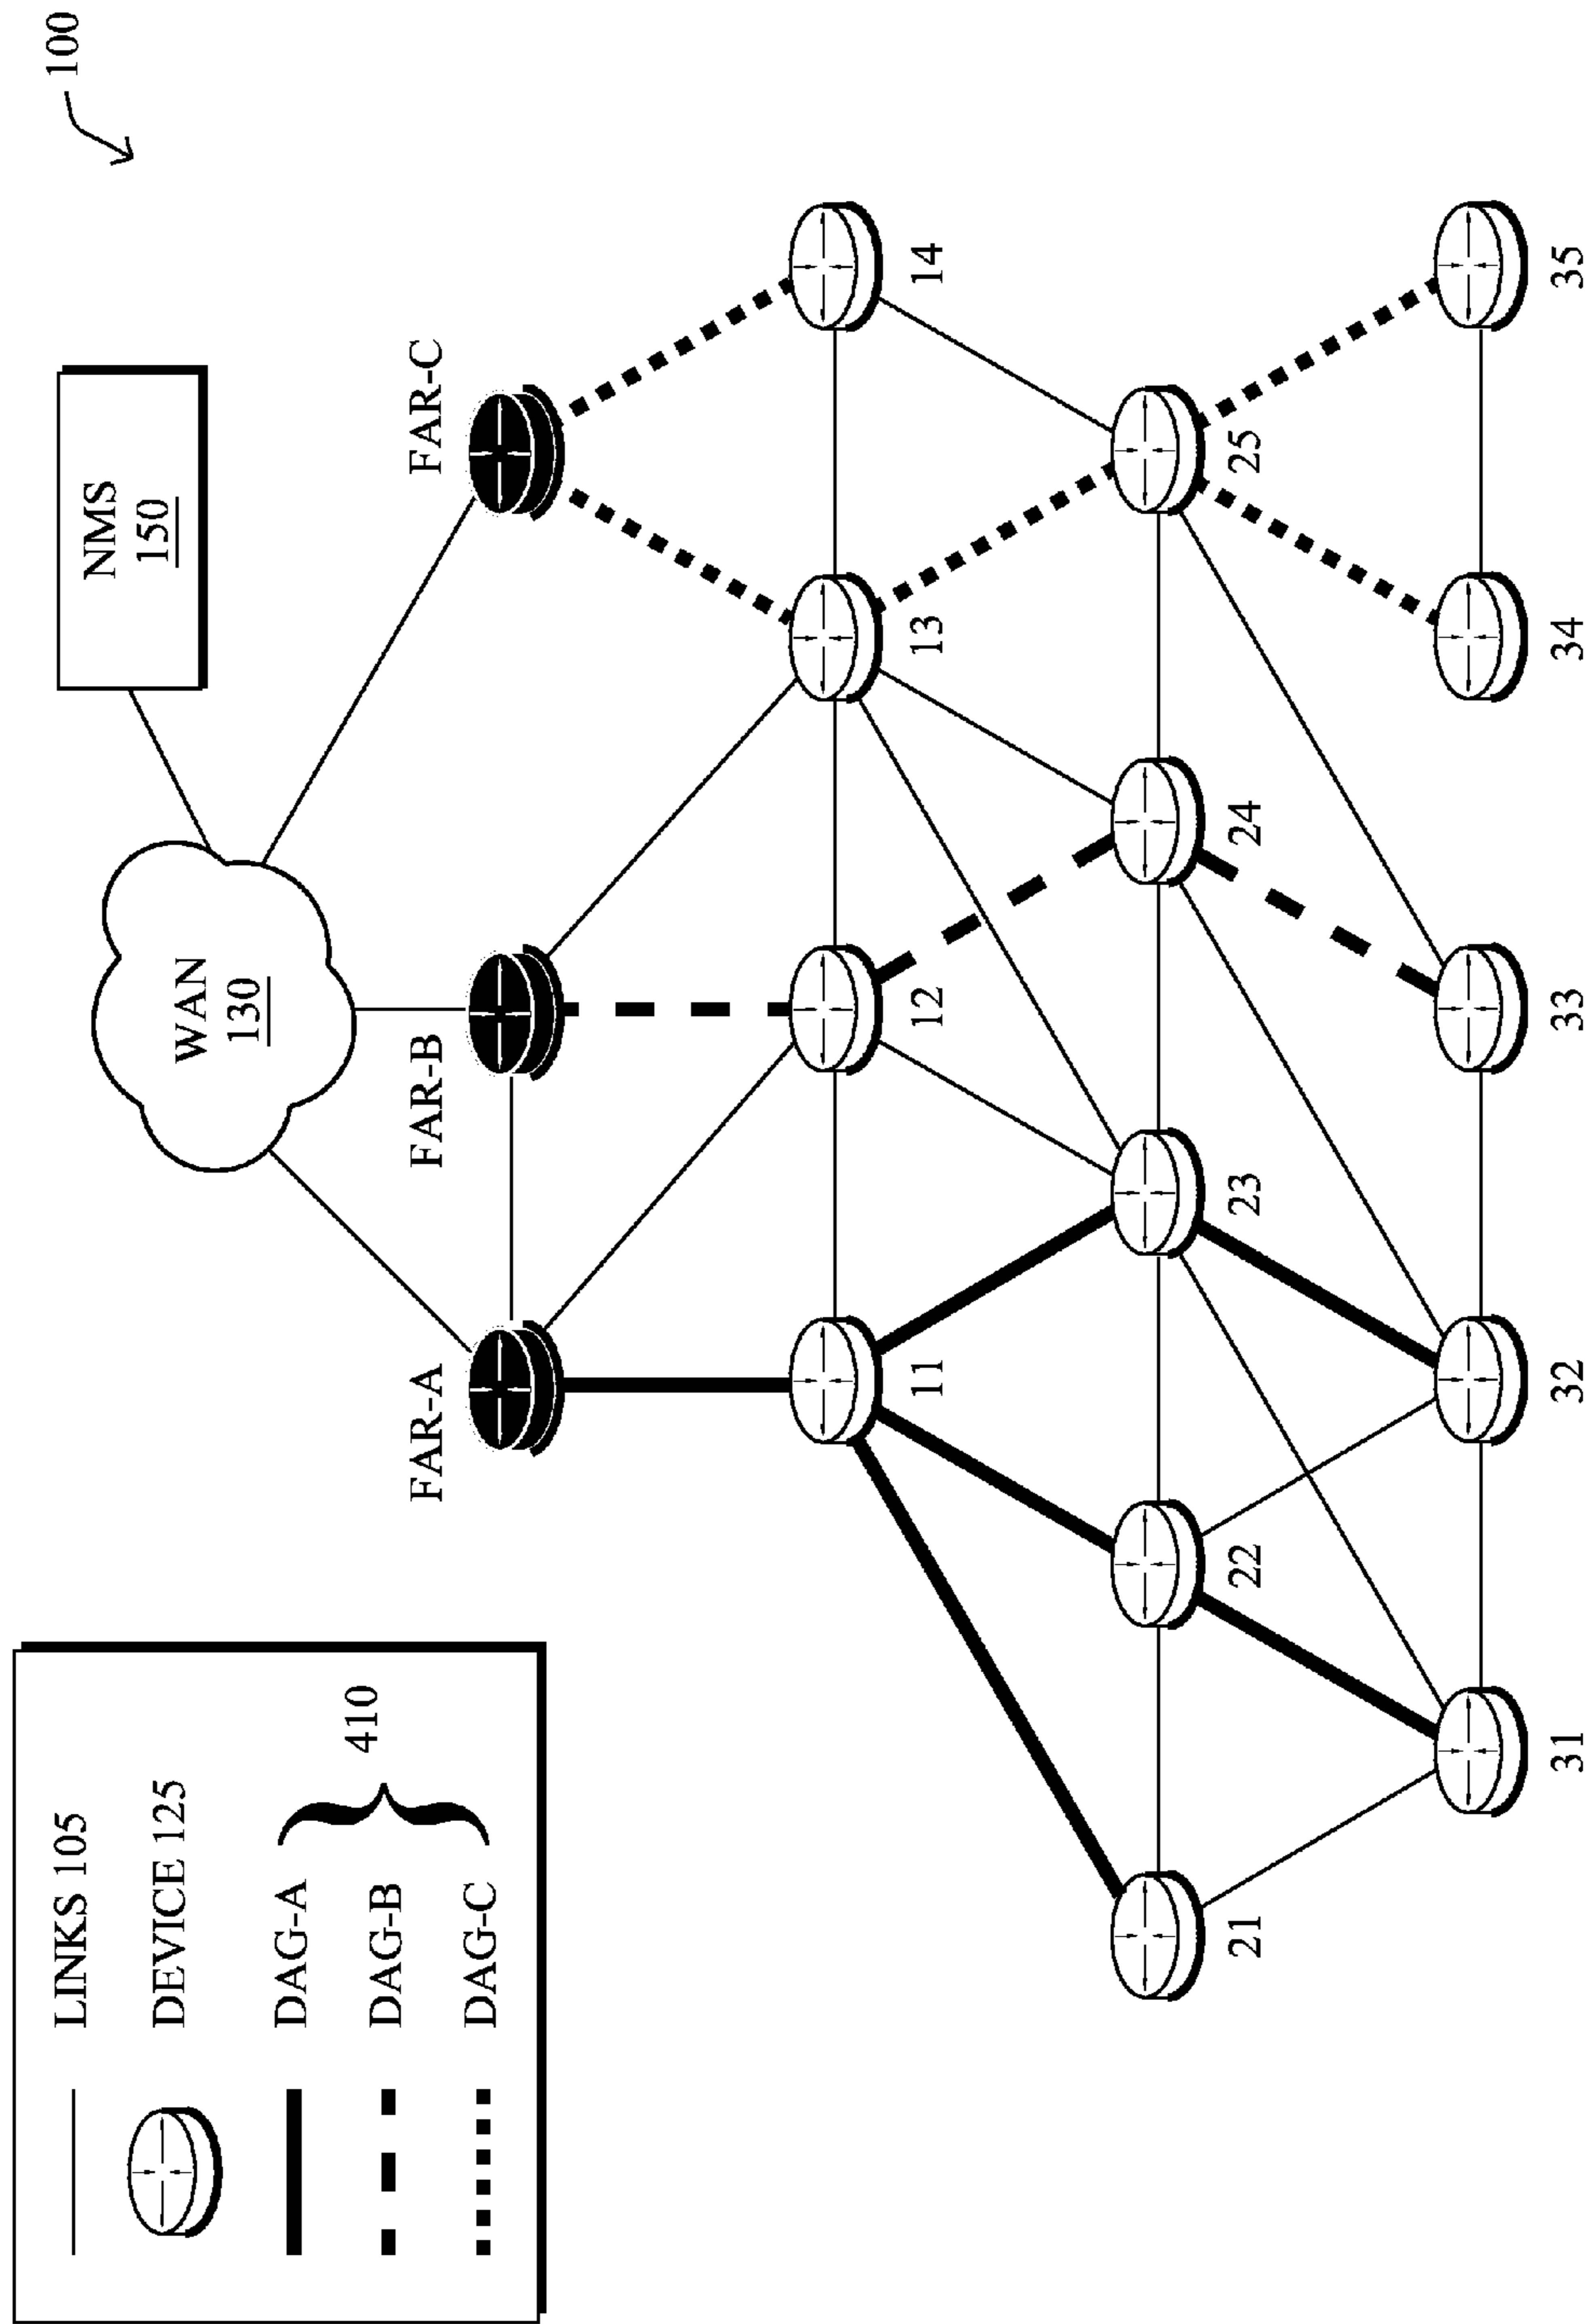 100
NMS
150
WAN
130
FAR-A
FAR-B
FAR-C
11
12
13
14
21
22
23
24
25
31
32
33
34
35
LINKS 105
DEVICE 125
DAG-A
DAG-B
DAG-C
410